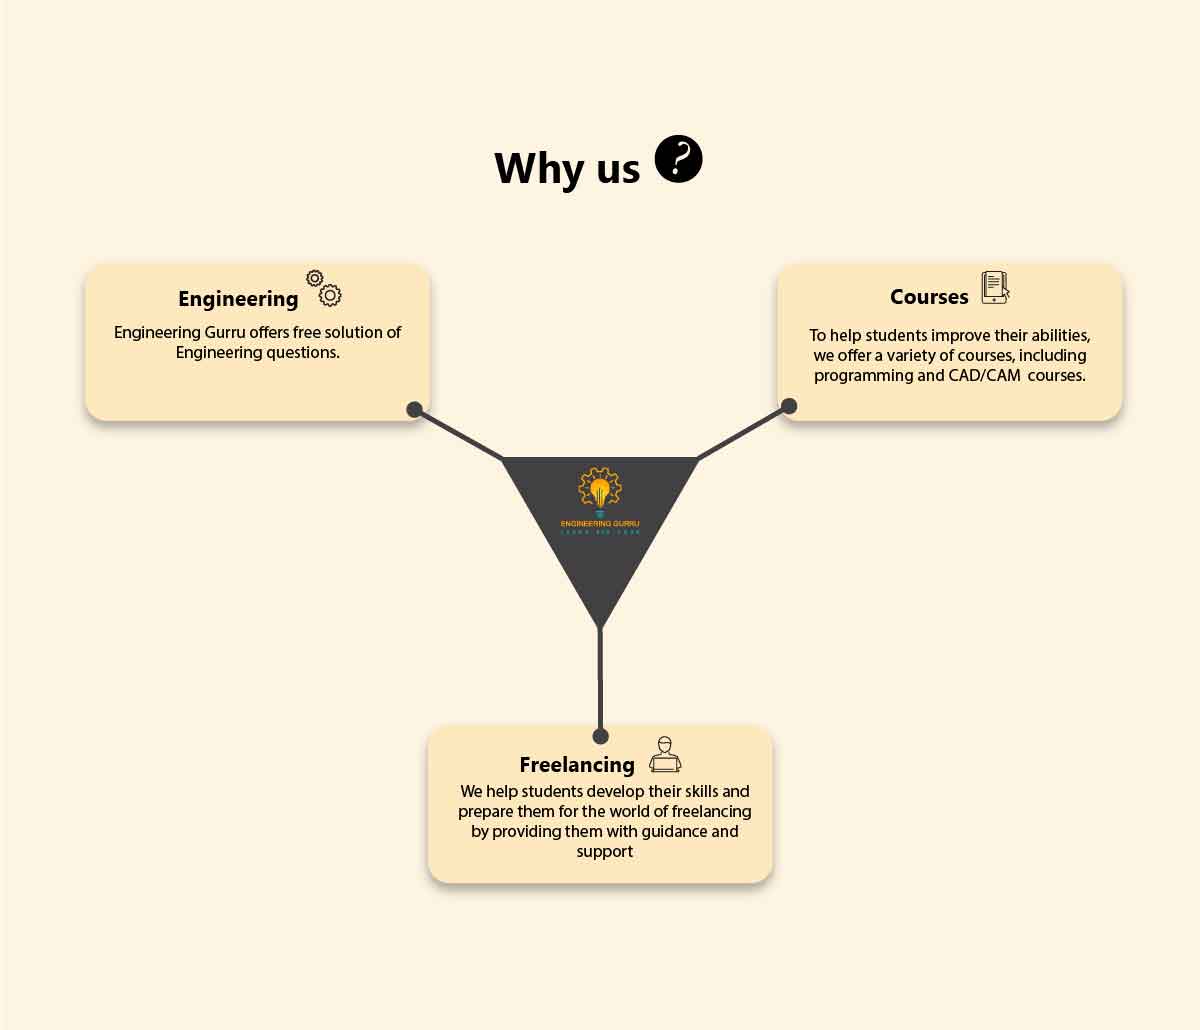 Why us ?
Engineering
Engineering Gurru offers free solution of
Engineering questions.
Courses
To help students improve their abilities,
we offer a variety of courses, including
programming and CAD/CAM courses.
ENGINEERING GURRU
Freelancing
We help students develop their skills and
prepare them for the world of freelancing
by providing them with guidance and
support